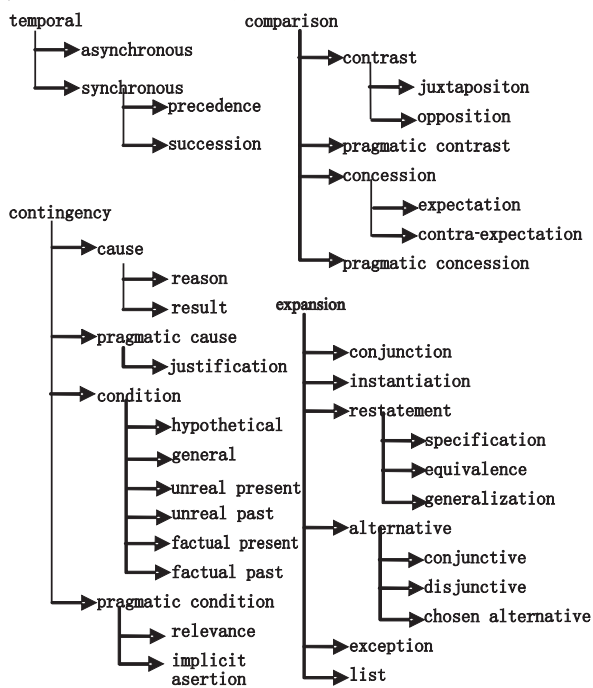 temporal
asynchronous
synchronous
precedence
succession
contingency
cause
reason
result
pragmatic cause
justification
condition
hypothetical
general
unreal present
unreal past
factual present
factual past
pragmatic condition
relevance
implicit
asertion
comparison
contrast
juxtapositon
opposition
pragmatic contrast
concession
expectation
contra-expectation
pragmatic concession
expansion
conjunction
instantiation
restatement
specification
equivalence
generalization
alternative
conjunctive
disjunctive
chosen alternative
exception
list